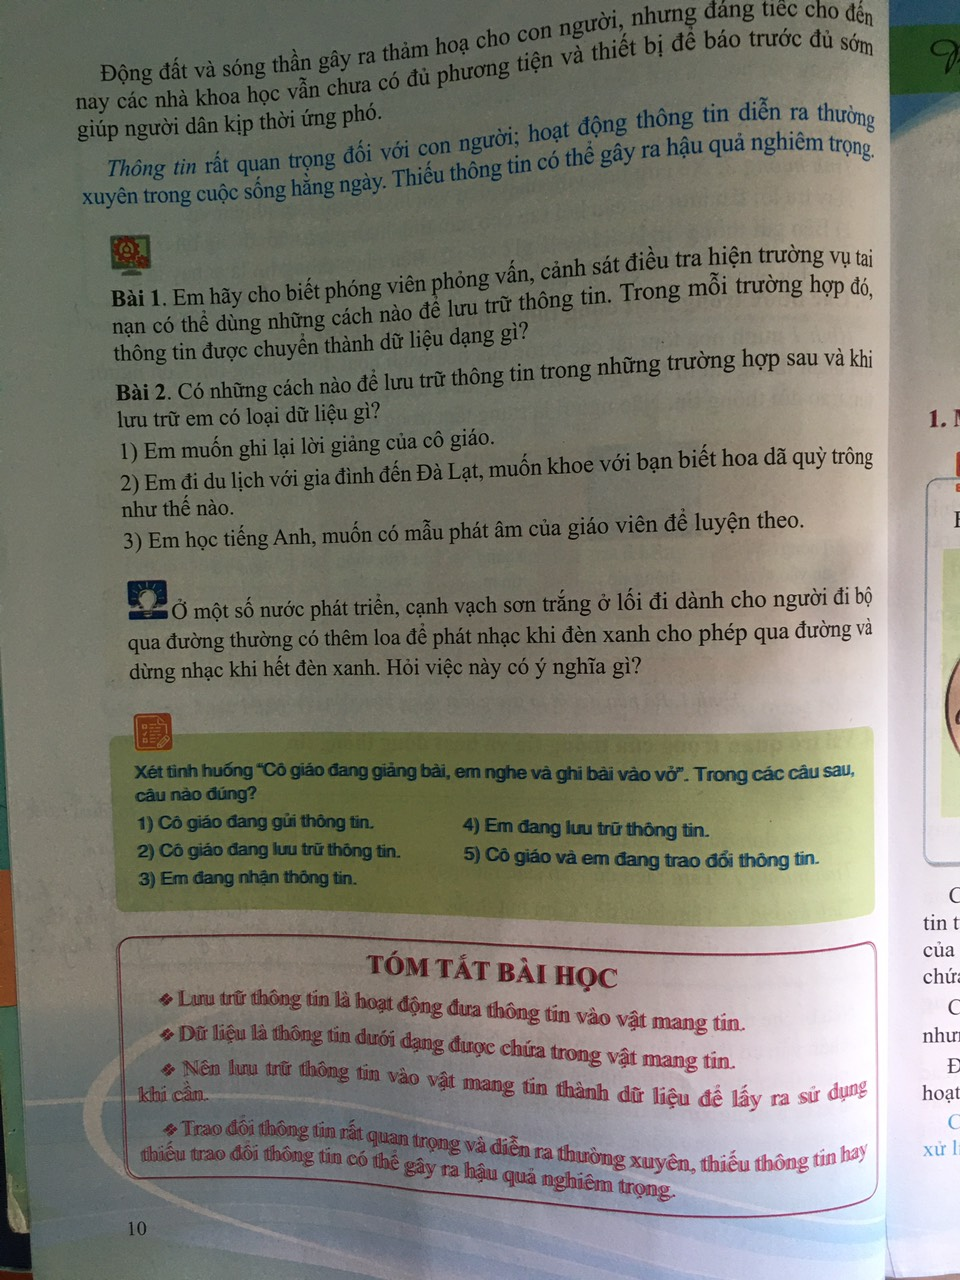 Động đất và sóng thần gây ra thảm hoạ cho con người, nhưng đáng tiếc cho đến
nay các nhà khoa học vẫn chưa có đủ phương tiện và thiết bị để báo trước đủ sớm
giúp người dân kịp thời ứng phó.
Thông tin rất quan trọng đối với con người; hoạt động thông tin diễn ra thường
xuyên trong cuộc sống hằng ngày. Thiếu thông tin có thể gây ra hậu quả nghiêm trọng.
Bài 1. Em hãy cho biết phóng viên phỏng vấn, cảnh sát điều tra hiện trường vụ tai
nạn có thể dùng những cách nào để lưu trữ thông tin. Trong mỗi trường hợp đó,
thông tin được chuyển thành dữ liệu dạng gì?
Bài 2. Có những cách nào để lưu trữ thông tin trong những trường hợp sau và khi
lưu trữ em có loại dữ liệu gì?
1) Em muốn ghi lại lời giảng của cô giáo.
2) Em đi du lịch với gia đình đến Đà Lạt, muốn khoe với bạn biết hoa dã quỳ trông
như thế nào.
3) Em học tiếng Anh, muốn có mẫu phát âm của giáo viên để luyện theo.
Ở một số nước phát triển, cạnh vạch sơn trắng ở lối đi dành cho người đi bộ
qua đường thường có thêm loa để phát nhạc khi đèn xanh cho phép qua đường và
dừng nhạc khi hết đèn xanh. Hỏi việc này có ý nghĩa gì?
Xét tình huống "Cô giáo đang giảng bài, em nghe và ghi bài vào vở". Trong các câu sau,
câu nào đúng?
1) Cô giáo đang gửi thông tin.
2) Cô giáo đang lưu trữ thông tin.
3) Em đang nhận thông tin.
4) Em đang lưu trữ thông tin.
5) Cô giáo và em đang trao đổi thông tin.
TÓM TẮT BÀI HỌC
❖ Lưu trữ thông tin là hoạt động đưa thông tin vào vật mang tin.
❖ Dữ liệu là thông tin dưới dạng được chứa trong vật mang tin.
❖ Nên lưu trữ thông tin vào vật mang tin thành dữ liệu để lấy ra sử dụng
khi cần.
❖ Trao đổi thông tin rất quan trọng và diễn ra thường xuyên, thiếu thông tin hay
thiếu trao đổi thông tin có thể gây ra hậu quả nghiêm trọng.
10
1.
tin t
của
chứa
như
hoạt
xử l